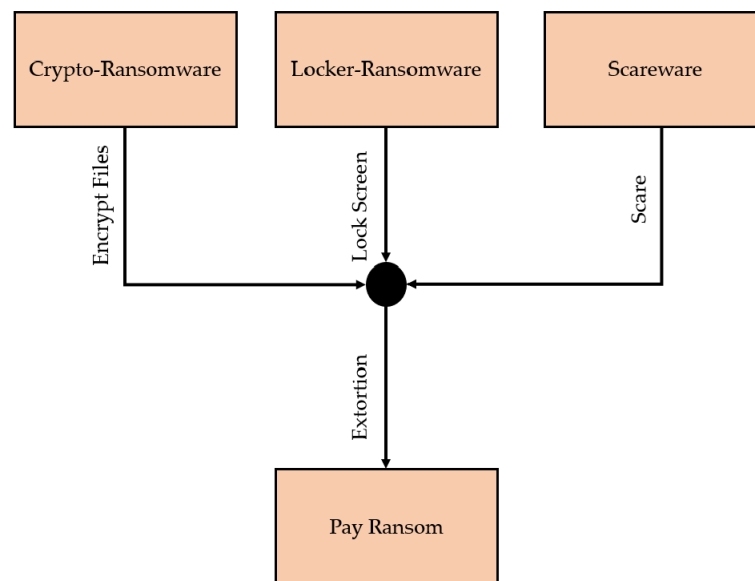 Crypto-Ransomware
Locker-Ransomware
Scareware
Encrypt Files
Lock Screen
Scare
Extortion
Pay Ransom